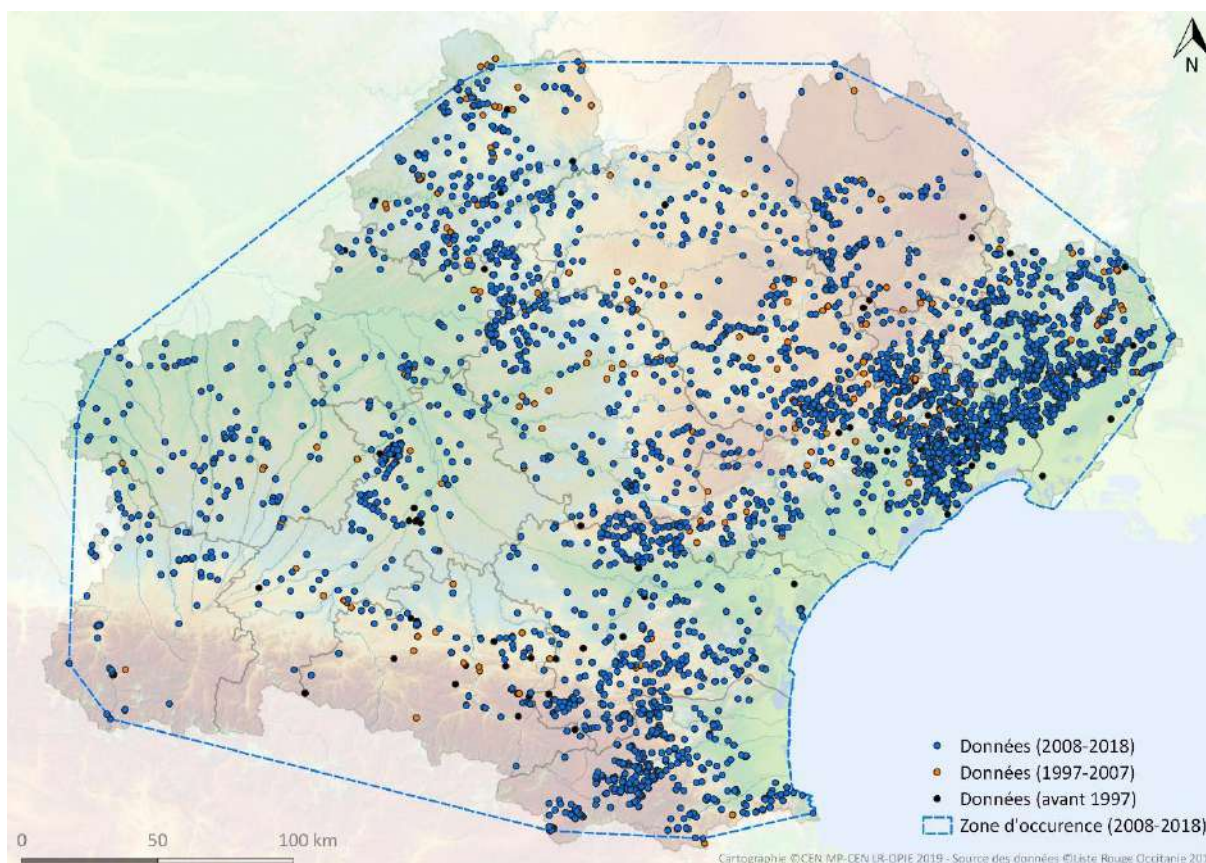 N
Données (2008-2018)
Données (1997-2007)
Données (avant 1997)
Zone d'occurence (2008-2018)
0 50 100 km
Cartographie ©CEN MP-CEN LR-OPIE 2019 - Source des données ©Liste Rouge Occitanie